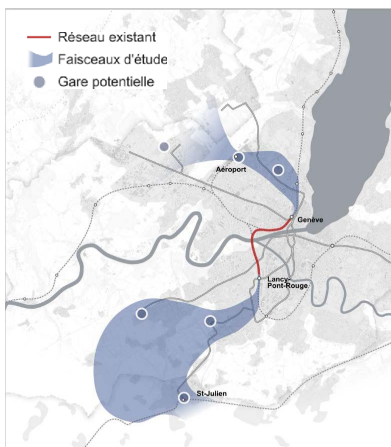 Réseau existant
Faisceaux d'étude
Gare potentielle
Aéroport
Genève
Lancy-
Pont-Rouge
St-Julien